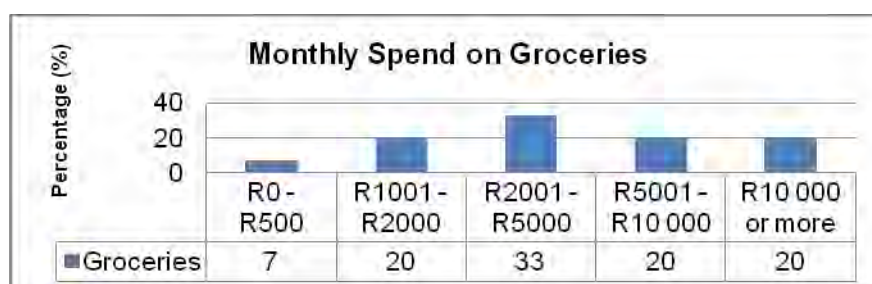 Monthly Spend on Groceries
Percentage (%)
40
20
0
R0 - R1001 - R2001 - R5001 - R10 000
R500 R2000 R5000 R10 000 or more
Groceries 7 20 33 20 20